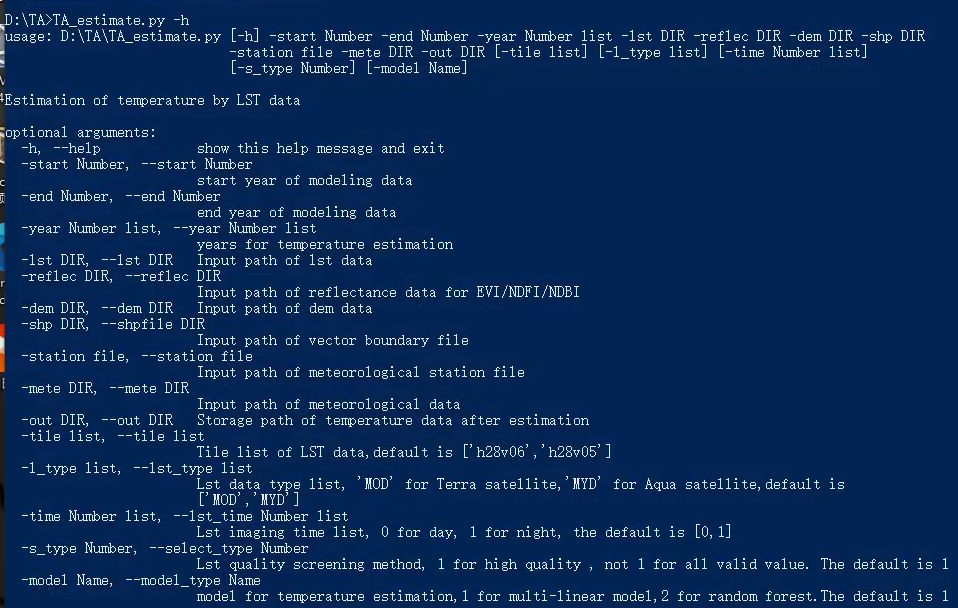 D:\TA>TA_estimate.py -h
usage: D:\TA\TA_estimate.py [-h] -start Number -end Number -year Number list -lst DIR -reflec DIR -dem DIR -shp DIR
-station file -mete DIR -out DIR [-tile list] [-l_type list] [-time Number list]
[-s_type Number] [-model Name]
Estimation of temperature by LST data
optional arguments:
-h, --help show this help message and exit
-start Number, --start Number
start year of modeling data
-end Number, --end Number
end year of modeling data
-year Number list, --year Number list
years for temperature estimation
-lst DIR, --lst DIR Input path of lst data
-reflec DIR, --reflec DIR
Input path of reflectance data for EVI/NDFI/NDBI
-dem DIR, --dem DIR Input path of dem data
-shp DIR, --shpfile DIR
Input path of vector boundary file
-station file, --station file
Input path of meteorological station file
-mete DIR, --mete DIR
Input path of meteorological data
-out DIR, --out DIR Storage path of temperature data after estimation
-tile list, --tile list
Tile list of LST data,default is ['h28v06','h28v05']
-l_type list, --lst_type list
Lst data type list, 'MOD' for Terra satellite,'MYD' for Aqua satellite,default is
['MOD','MYD']
-time Number list, --lst_time Number list
Lst imaging time list, 0 for day, 1 for night, the default is [0,1]
-s_type Number, --select_type Number
Lst quality screening method, 1 for high quality , not 1 for all valid value. The default is 1
-model Name, --model_type Name
model for temperature estimation,1 for multi-linear model,2 for random forest.The default is 1